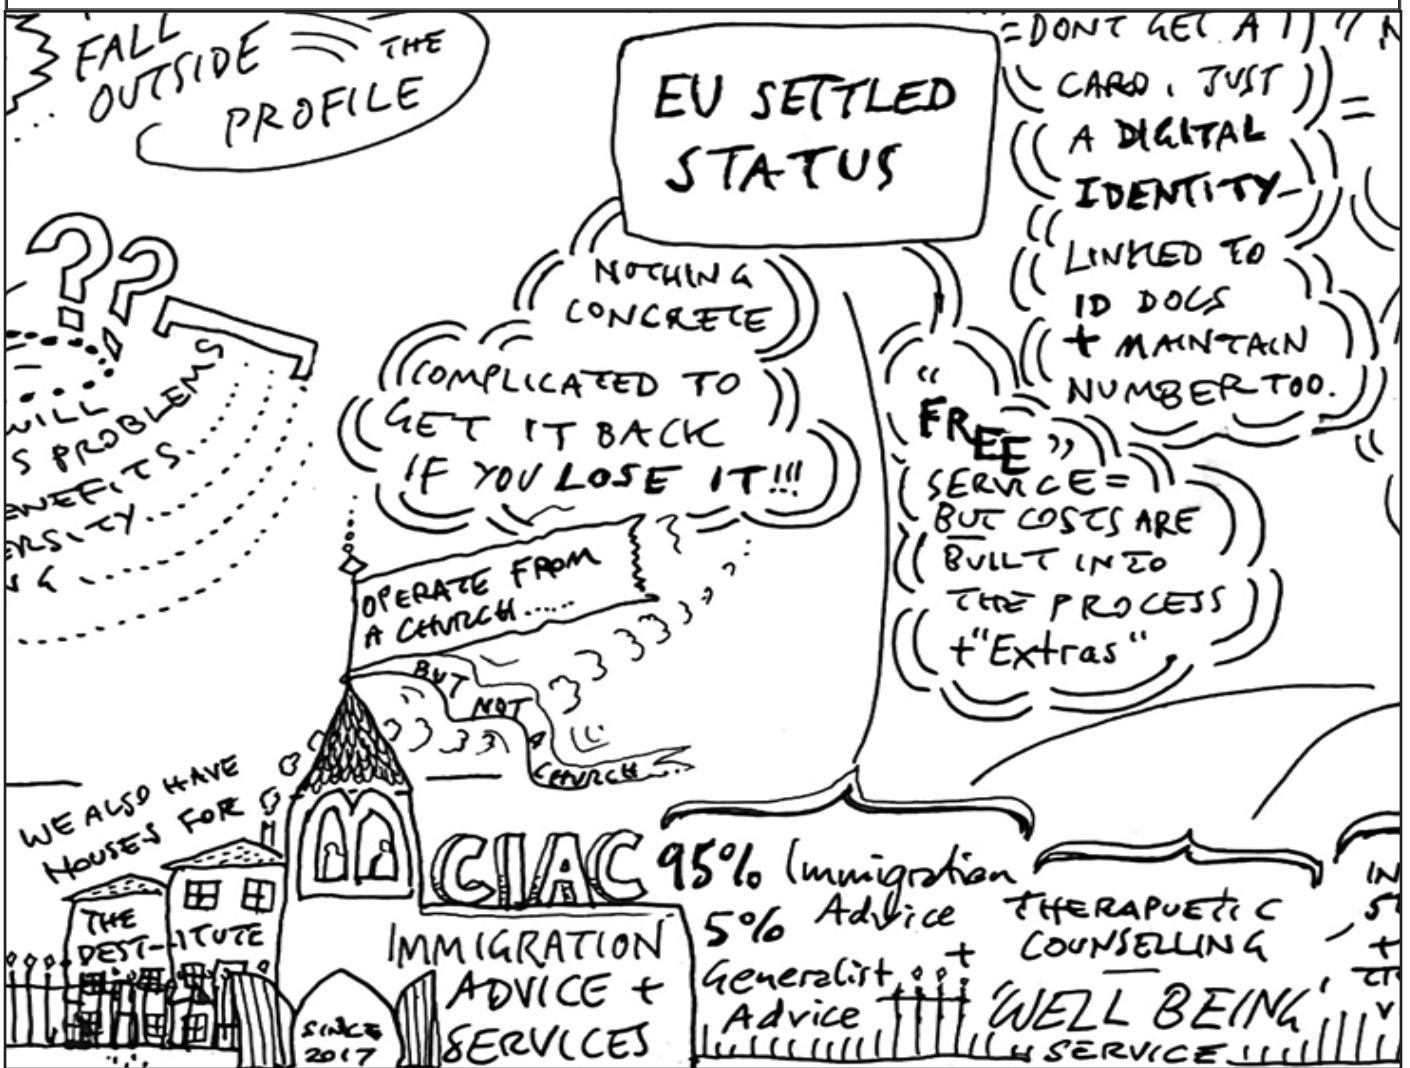 FALL
OUTSIDE THE
PROFILE
EU SETTLED
STATUS
= DONT GET A
CARD. JUST
A DIGITAL
IDENTITY -
LINKED TO
ID DOCS
+ MAINTAIN
NUMBER TOO.
??
WILL
S PROBLEMS
ENEFITS.
ERSITY
G
NOTHING
CONCRETE
COMPLICATED TO
GET IT BACK
IF YOU LOSE IT!!!
"FREE"
SERVICE =
BUT COSTS ARE
BUILT INTO
THE PROCESS
+ "Extras"
OPERATE FROM
A CHURCH......
BUT
NOT
A
CHURCH...
WE ALSO HAVE
HOUSES FOR
THE
DEST-ITUTE
SINCE
2017
CIAC
IMMIGRATION
ADVICE +
SERVICES
95% Immigration
Advice
5% +
Generalist
Advice
THERAPUETIC
COUNSELLING
'WELL BEING'
SERVICE
IN
+